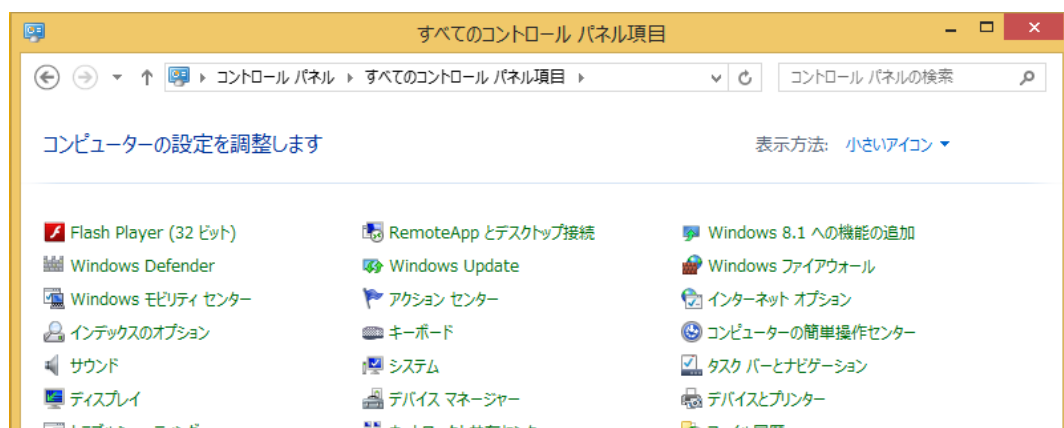 すべてのコントロール パネル項目
コントロール パネル ▸ すべてのコントロール パネル項目 ▸ コントロール パネルの検索
コンピューターの設定を調整します 表示方法: 小さいアイコン
Flash Player (32 ビット) RemoteApp とデスクトップ接続 Windows 8.1 への機能の追加
Windows Defender Windows Update Windows ファイアウォール
Windows モビリティ センター アクション センター インターネット オプション
インデックスのオプション キーボード コンピューターの簡単操作センター
サウンド システム タスク バーとナビゲーション
ディスプレイ デバイス マネージャー デバイスとプリンター